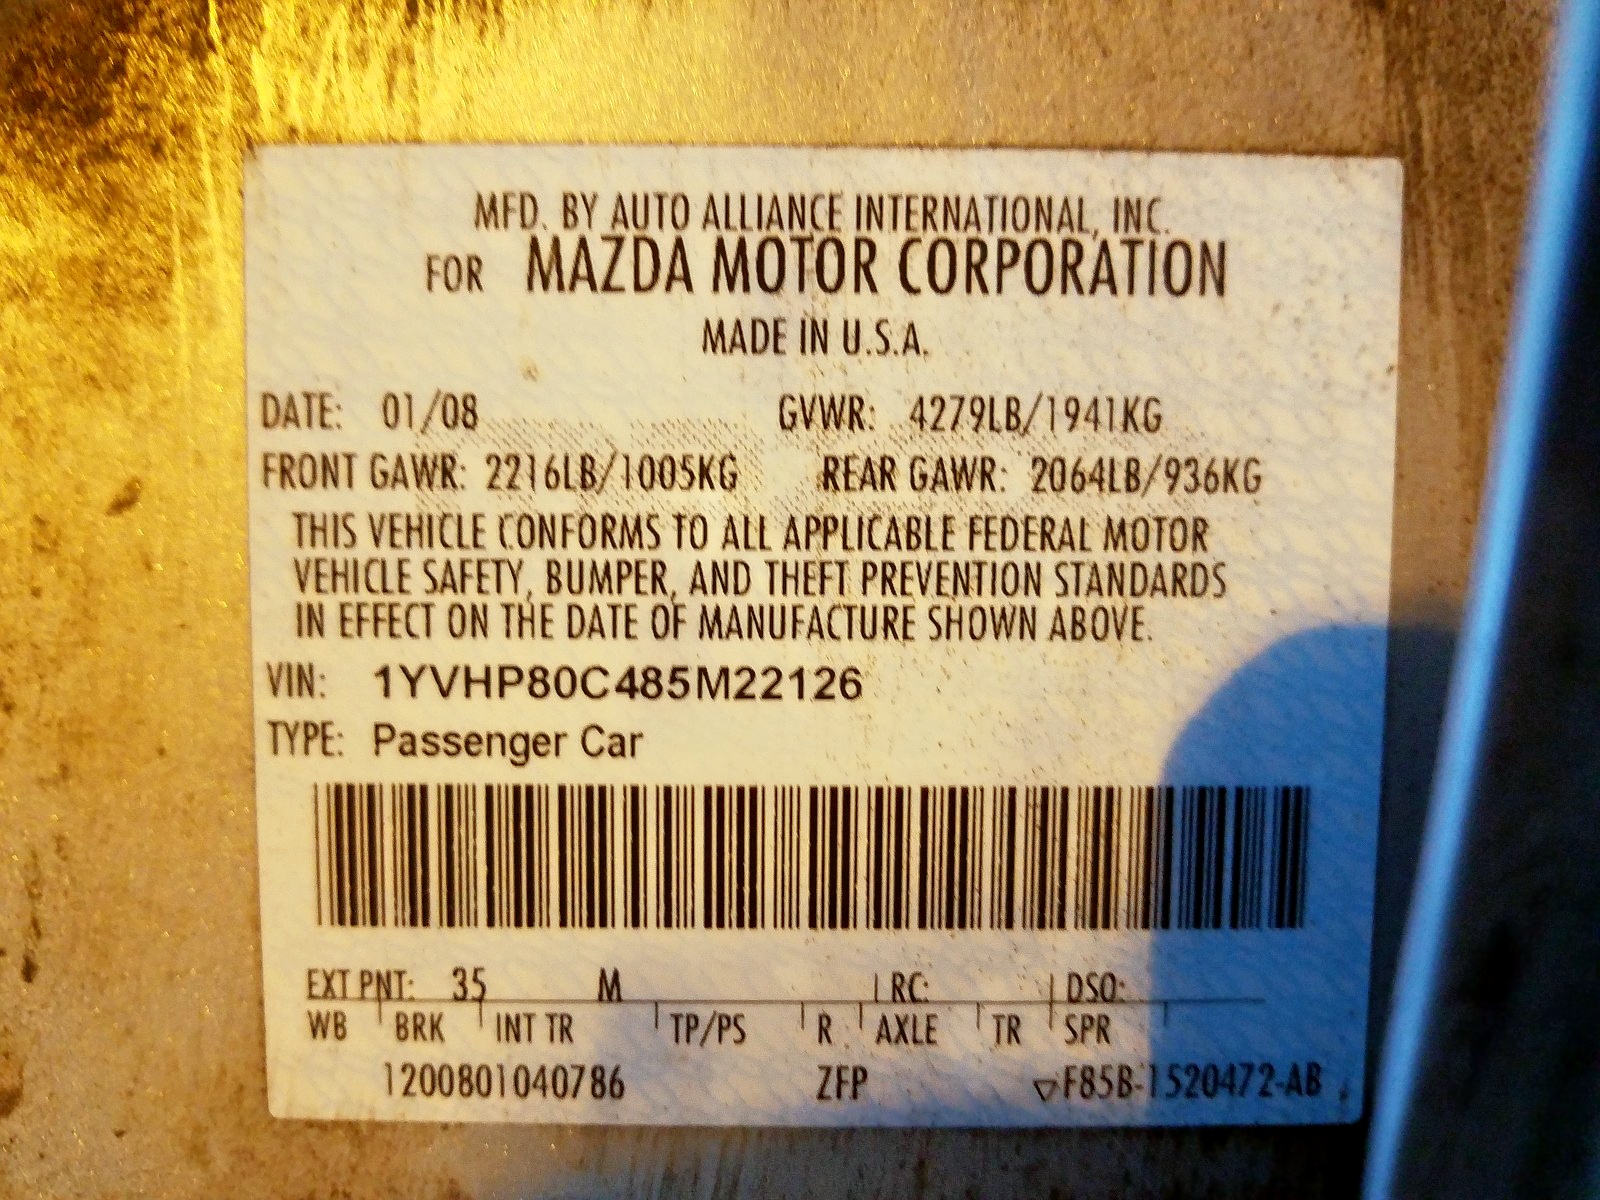 MFD. BY AUTO ALLIANCE INTERNATIONAL, INC.
FOR MAZDA MOTOR CORPORATION
MADE IN U.S.A.
DATE: 01/08 GVWR: 4279LB/1941KG
FRONT GAWR: 2216LB/1005KG REAR GAWR: 2064LB/936KG
THIS VEHICLE CONFORMS TO ALL APPLICABLE FEDERAL MOTOR
VEHICLE SAFETY, BUMPER, AND THEFT PREVENTION STANDARDS
IN EFFECT ON THE DATE OF MANUFACTURE SHOWN ABOVE.
VIN: 1YVHP80C485M22126
TYPE: Passenger Car
EXT PNT: 35 M RC: DSO:
WB BRK INT TR TP/PS R AXLE TR SPR
1200801040786 ZFP ▽F85B-1520472-AB